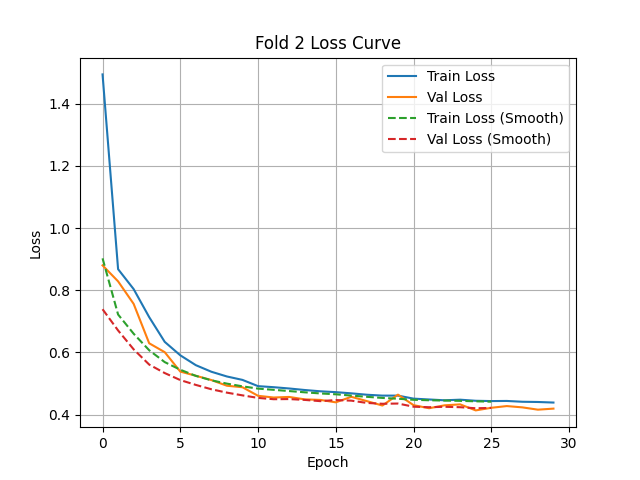 Fold 2 Loss Curve
Train Loss
Val Loss
Train Loss (Smooth)
Val Loss (Smooth)
Loss
1.4
1.2
1.0
0.8
0.6
0.4
0 5 10 15 20 25 30
Epoch